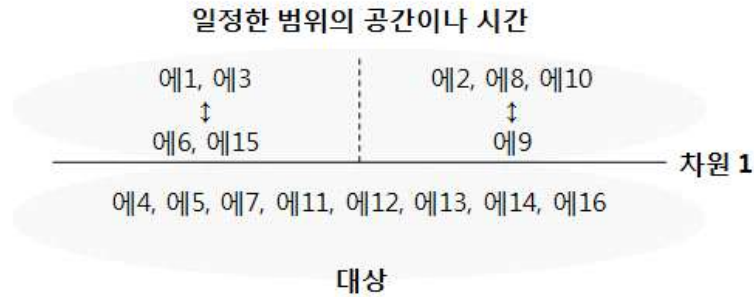 일정한 범위의 공간이나 시간
에1, 에3 에2, 에8, 에10
↕ ↕
에6, 에15 에9
차원 1
에4, 에5, 에7, 에11, 에12, 에13, 에14, 에16
대상